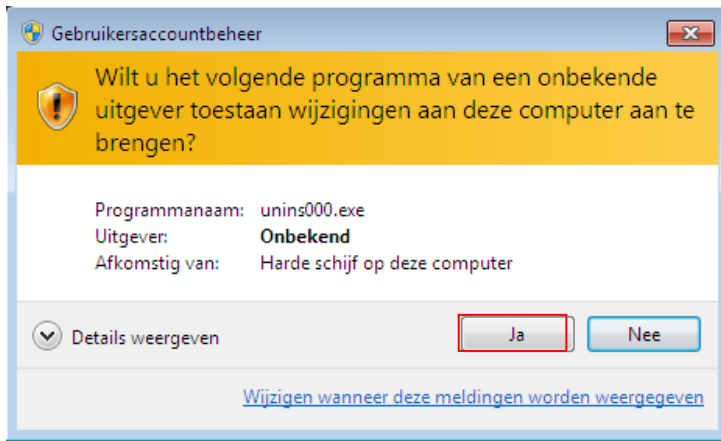 Gebruikersaccountbeheer
Wilt u het volgende programma van een onbekende
uitgever toestaan wijzigingen aan deze computer aan te
brengen?
Programmanaam: unins000.exe
Uitgever: Onbekend
Afkomstig van: Harde schijf op deze computer
Details weergeven Ja Nee
Wijzigen wanneer deze meldingen worden weergegeven